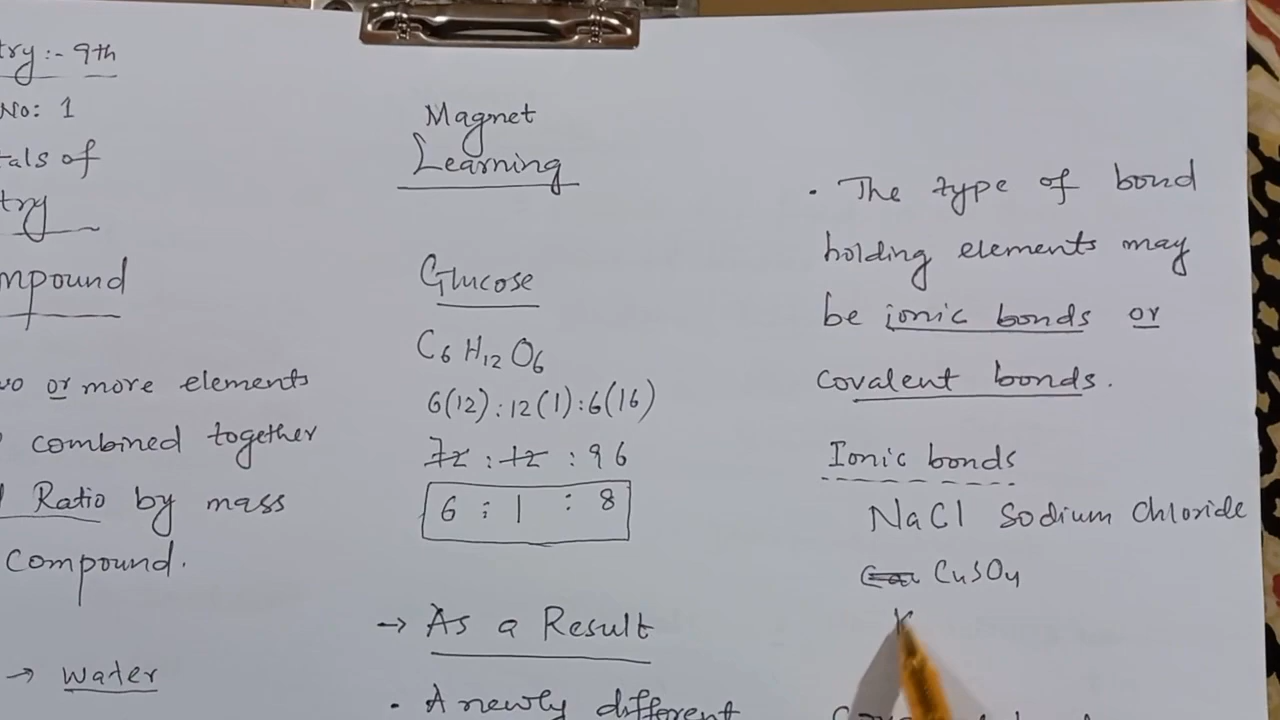 try:- 9th
No: 1
tals of
try
mpound
wo or more elements
combined together
Ratio by mass
compound.
→ water
Magnet
Learning
Glucose
C6 H12 O6
6(12):12(1):6(16)
72 : 12 : 96
6 : 1 : 8
→ As a Result
• A newly different
• The type of bond
holding elements may
be ionic bonds or
covalent bonds.
Ionic bonds
NaCl Sodium Chloride
CuSO4
K